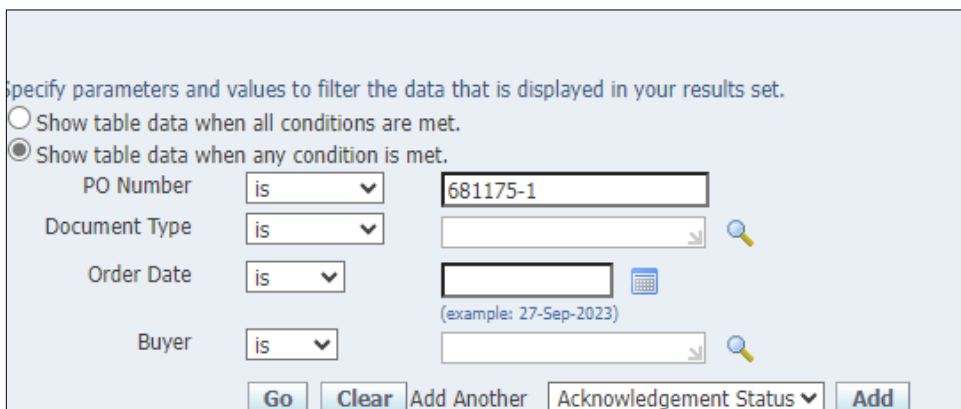 Specify parameters and values to filter the data that is displayed in your results set.
Show table data when all conditions are met.
Show table data when any condition is met.
PO Number is 681175-1
Document Type is
Order Date is
(example: 27-Sep-2023)
Buyer is
Go Clear Add Another Acknowledgement Status Add